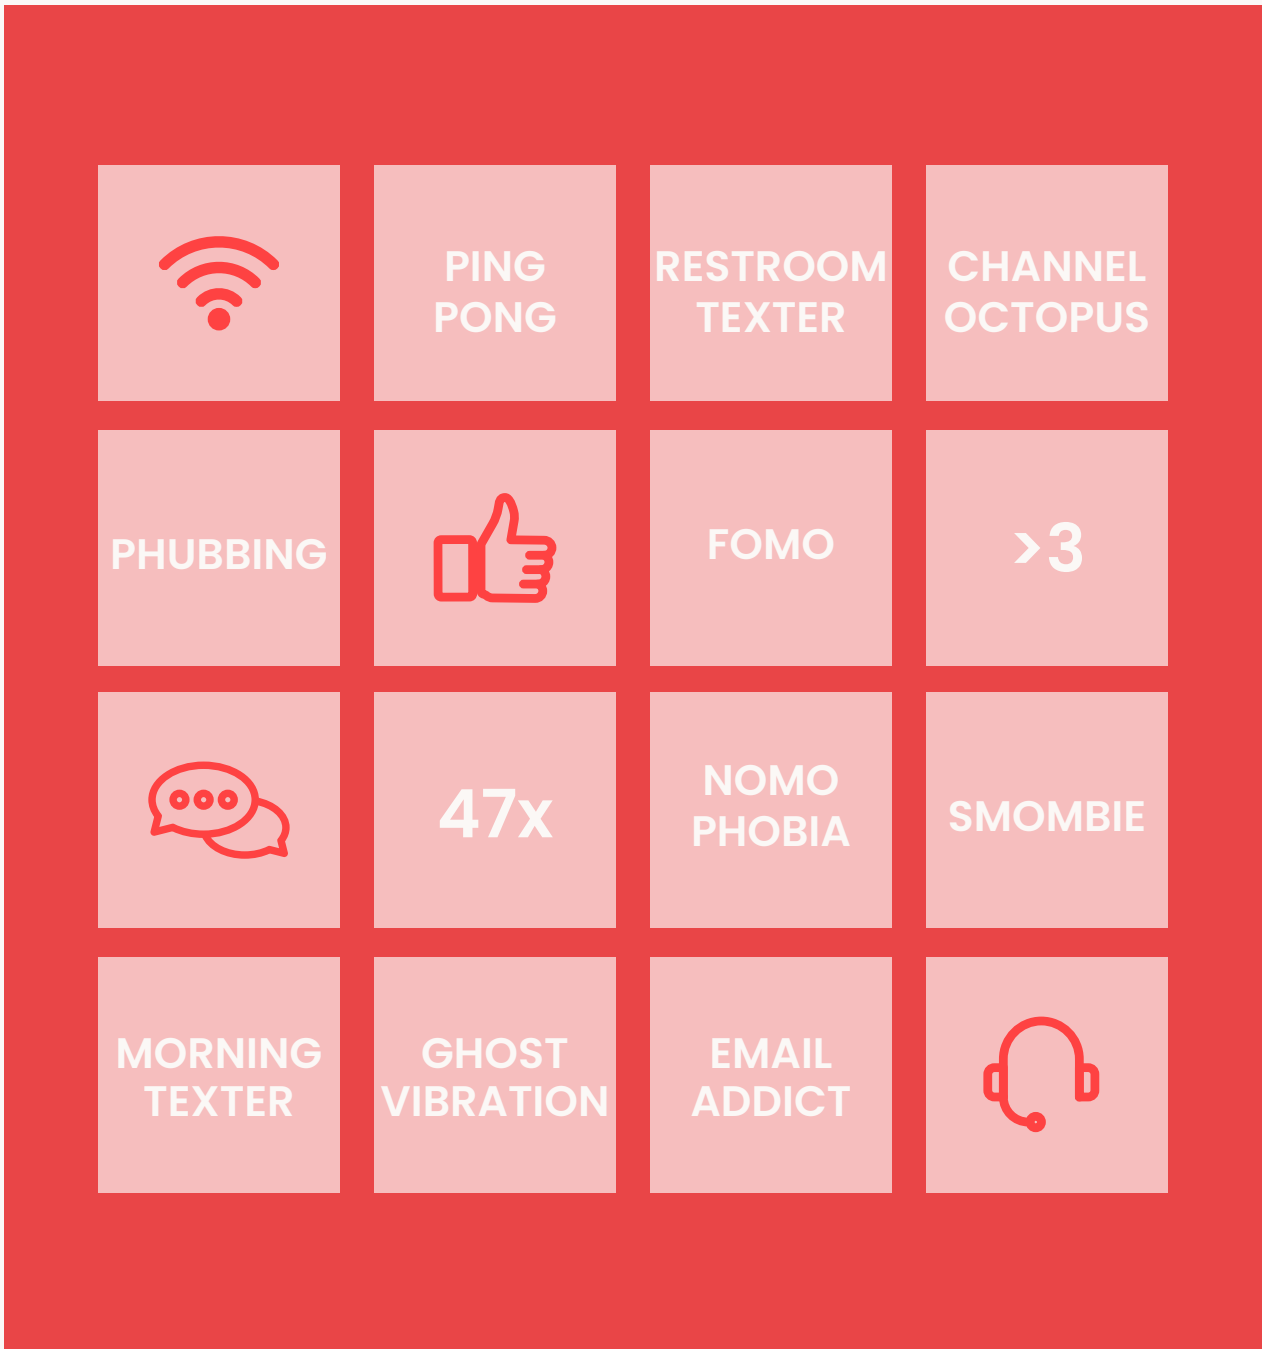 PING
PONG
RESTROOM
TEXTER
CHANNEL
OCTOPUS
PHUBBING
FOMO
>3
47x
NOMO
PHOBIA
SMOMBIE
MORNING
TEXTER
GHOST
VIBRATION
EMAIL
ADDICT